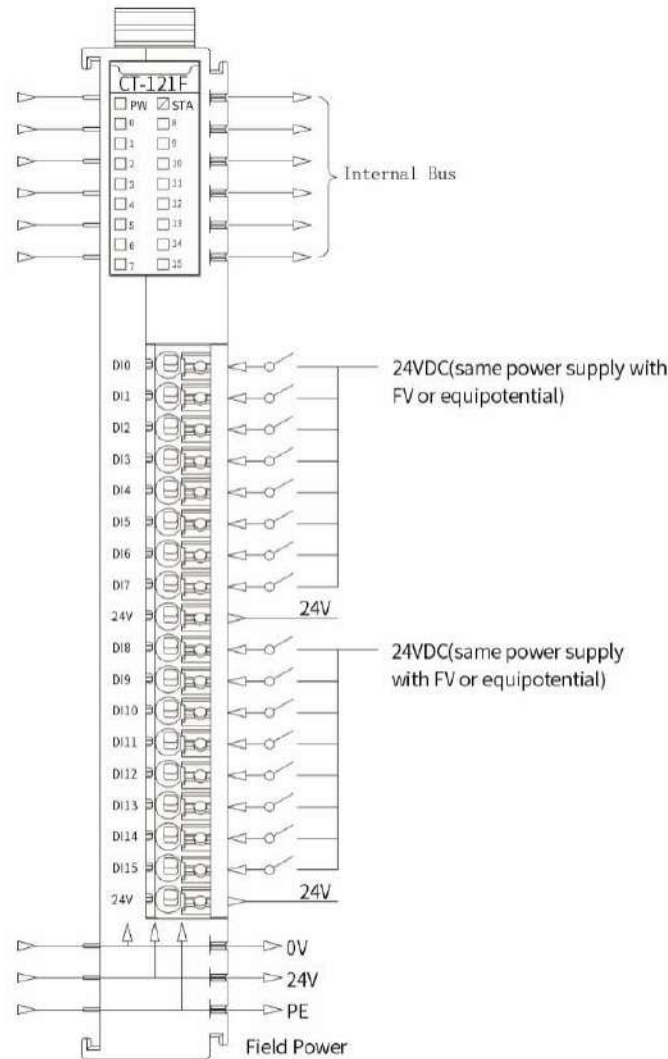 CT-121F
PW STA
0 8
1 9
2 10
3 11
4 12
5 13
6 14
7 15
Internal Bus
DI0
DI1
DI2
DI3
DI4
DI5
DI6
DI7
24V
24V
DI8
DI9
DI10
DI11
DI12
DI13
DI14
DI15
24V
24V
24VDC(same power supply with
FV or equipotential)
24VDC(same power supply
with FV or equipotential)
0V
24V
PE
Field Power